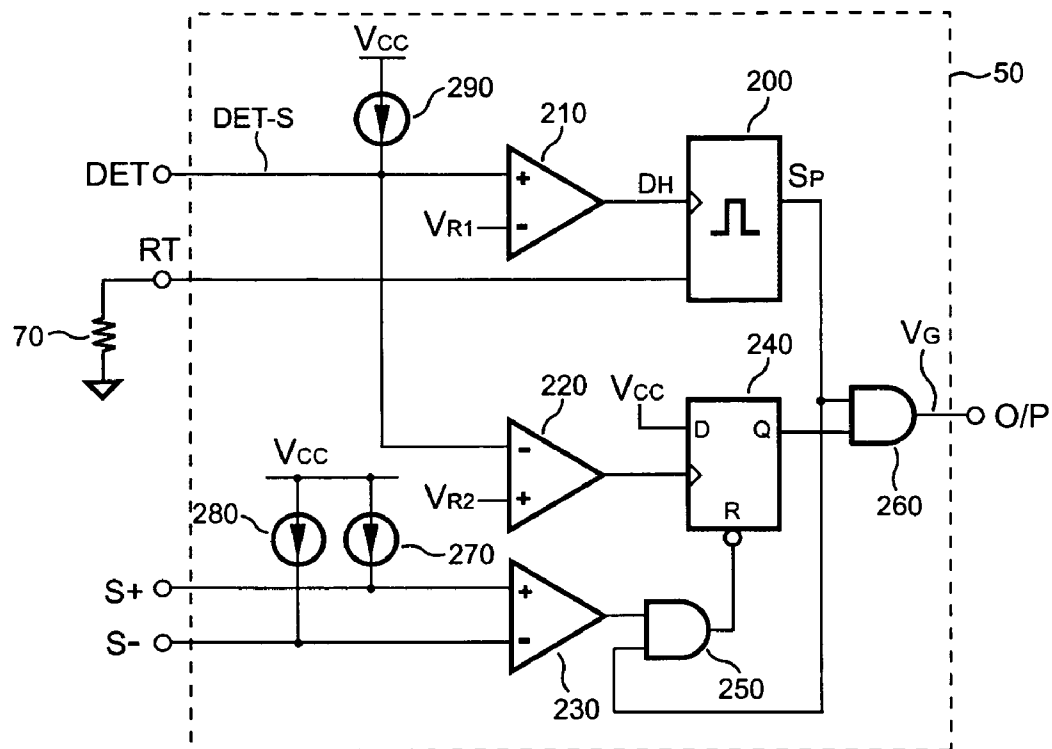 VCC
50
290
200
DET-S
210
DET
+
DH
SP
VR1
-
RT
70
240
VG
220
VCC
D
Q
O/P
VCC
-
260
VR2
+
R
280
270
S+
+
S-
-
230
250